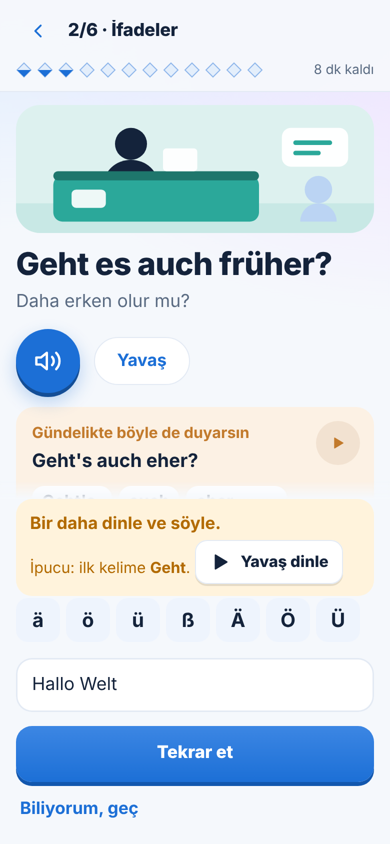 2/6 · İfadeler
8 dk kaldı
Geht es auch früher?
Daha erken olur mu?
Yavaş
Gündelikte böyle de duyarsın
Geht's auch eher?
Bir daha dinle ve söyle.
İpucu: ilk kelime Geht. Yavaş dinle
ä ö ü ß Ä Ö Ü
Hallo Welt
Tekrar et
Biliyorum, geç